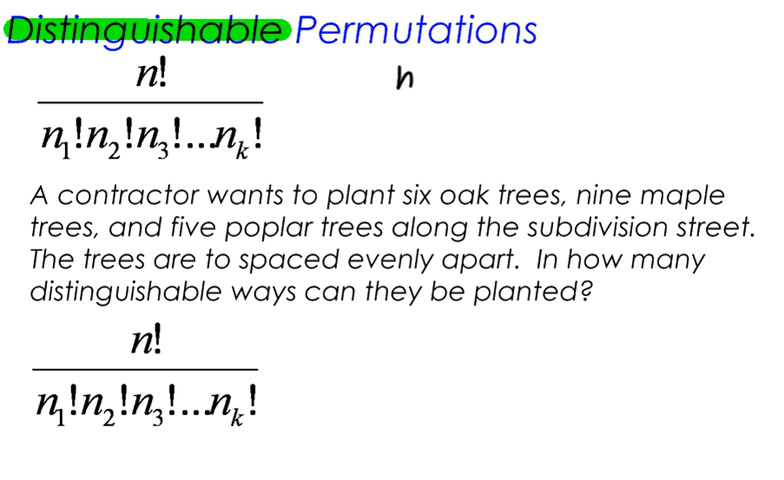 Distinguishable Permutations
n!
n
n₁!n₂!n₃!...nₖ!
A contractor wants to plant six oak trees, nine maple
trees, and five poplar trees along the subdivision street.
The trees are to spaced evenly apart. In how many
distinguishable ways can they be planted?
n!
n₁!n₂!n₃!...nₖ!